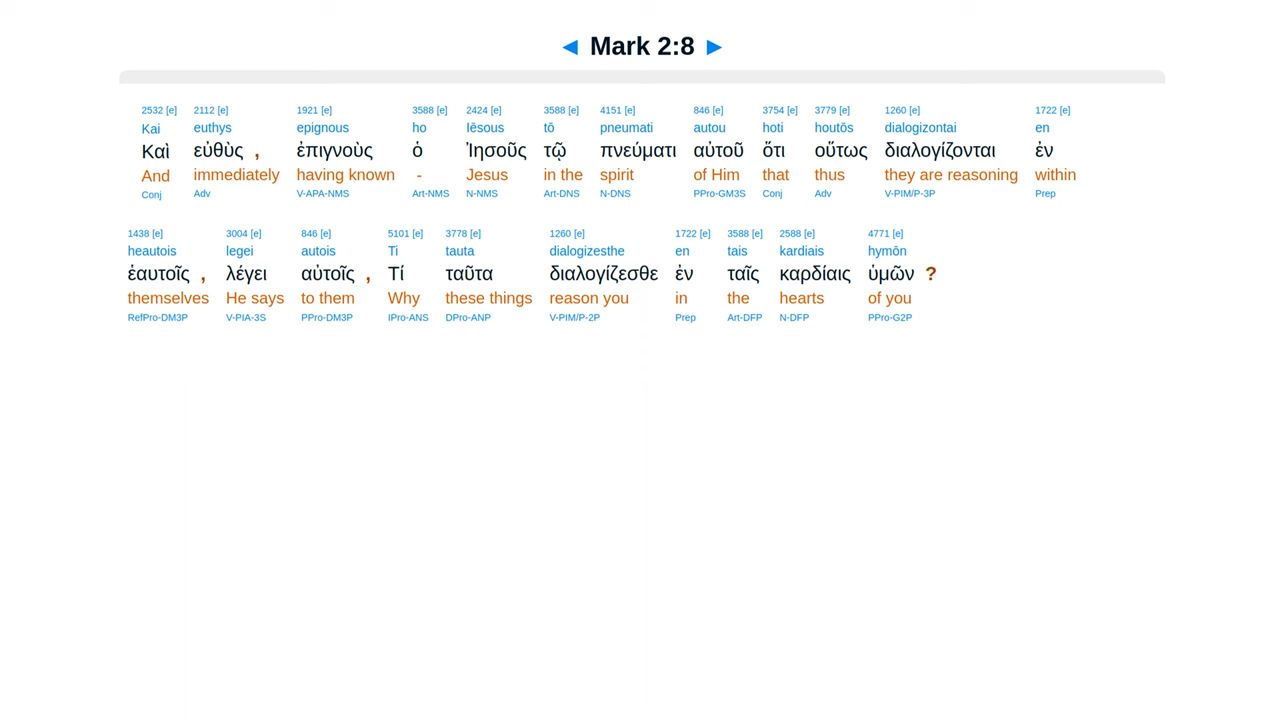 ◄ Mark 2:8 ►
2532 [e] 2112 [e] 1921 [e] 3588 [e] 2424 [e] 3588 [e] 4151 [e] 846 [e] 3754 [e] 3779 [e] 1260 [e] 1722 [e]
Kai euthys epignous ho Iēsous tō pneumati autou hoti houtōs dialogizontai en
Καὶ εὐθὺς , ἐπιγνοὺς ὁ Ἰησοῦς τῷ πνεύματι αὐτοῦ ὅτι οὕτως διαλογίζονται ἐν
And immediately having known - Jesus in the spirit of Him that thus they are reasoning within
Conj Adv V-APA-NMS Art-NMS N-NMS Art-DNS N-DNS PPro-GM3S Conj Adv V-PIM/P-3P Prep
1438 [e] 3004 [e] 846 [e] 5101 [e] 3778 [e] 1260 [e] 1722 [e] 3588 [e] 2588 [e] 4771 [e]
heautois legei autois Ti tauta dialogizesthe en tais kardiais hymōn
ἑαυτοῖς , λέγει αὐτοῖς , Τί ταῦτα διαλογίζεσθε ἐν ταῖς καρδίαις ὑμῶν ?
themselves He says to them Why these things reason you in the hearts of you
RefPro-DM3P V-PIA-3S PPro-DM3P IPro-ANS DPro-ANP V-PIM/P-2P Prep Art-DFP N-DFP PPro-G2P